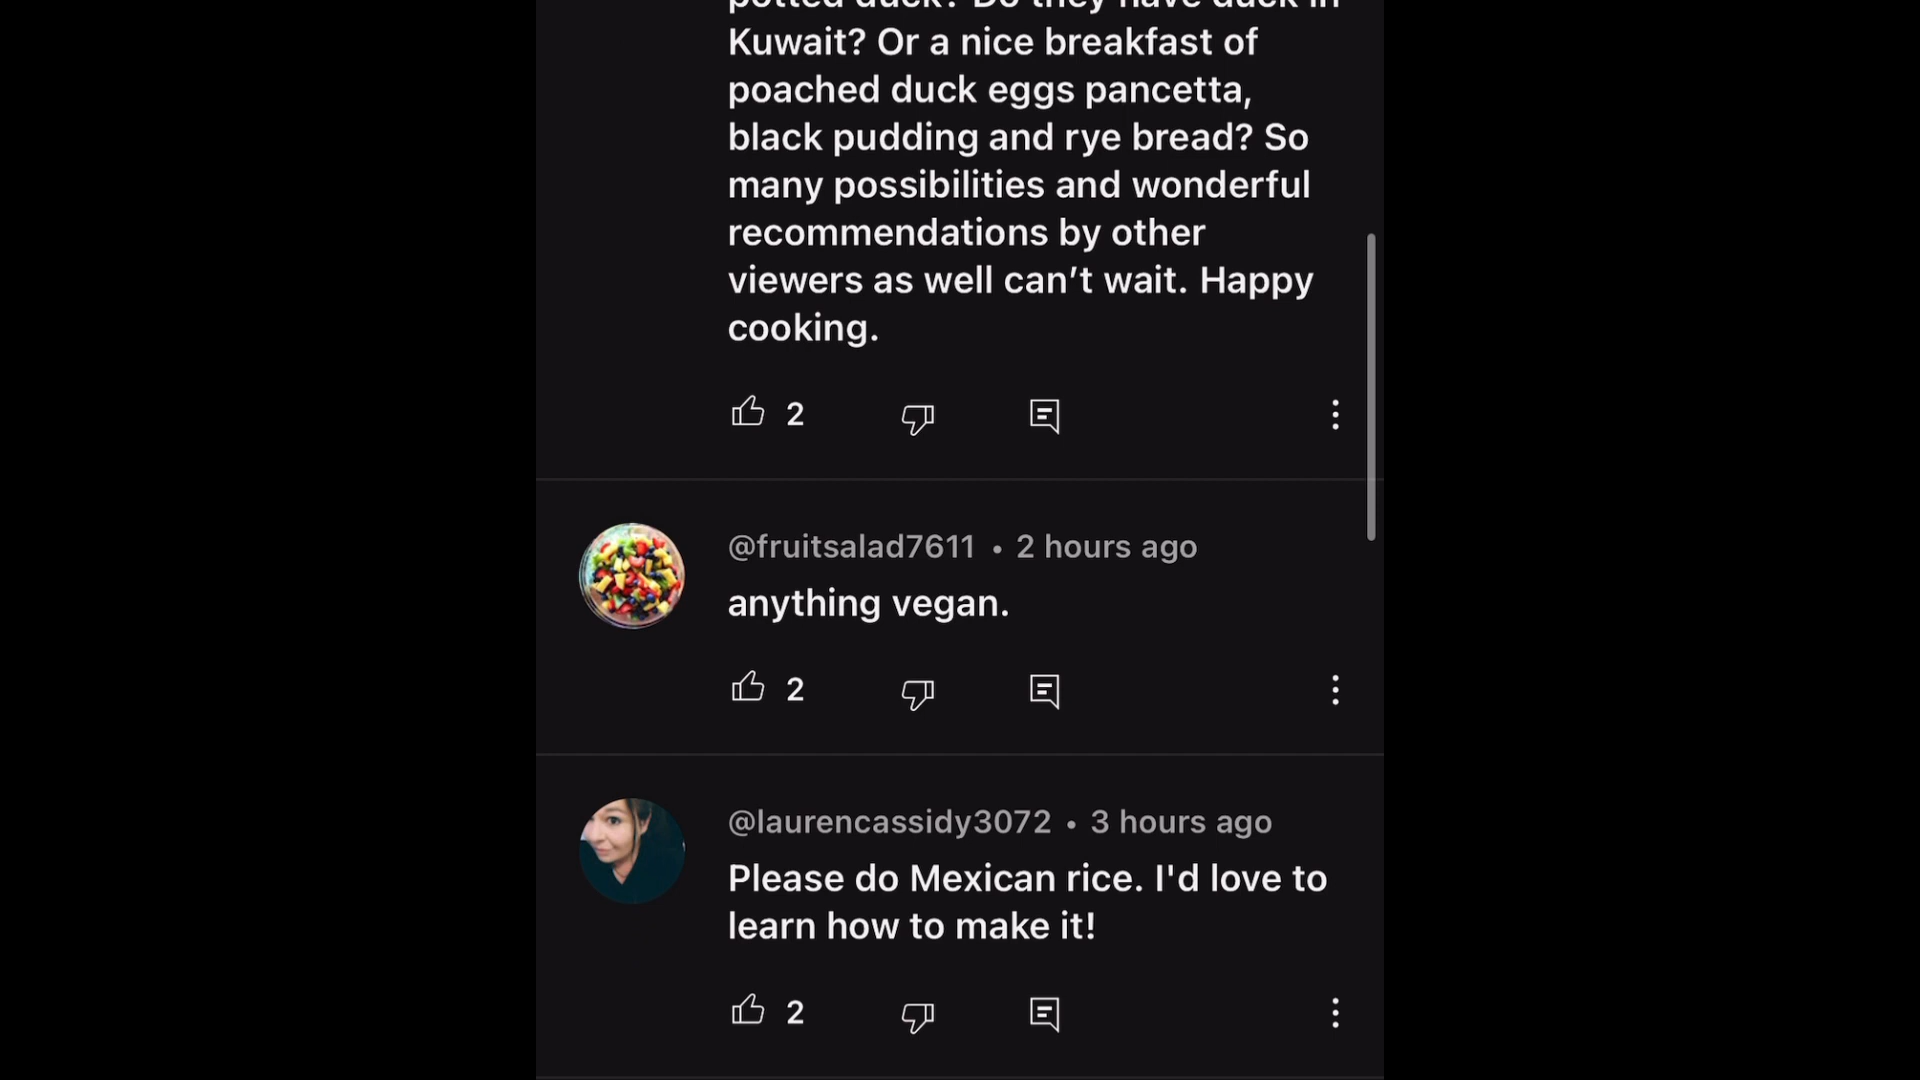 potted duck? Do they have duck in
Kuwait? Or a nice breakfast of
poached duck eggs pancetta,
black pudding and rye bread? So
many possibilities and wonderful
recommendations by other
viewers as well can’t wait. Happy
cooking.
2
@fruitsalad7611 • 2 hours ago
anything vegan.
2
@laurencassidy3072 • 3 hours ago
Please do Mexican rice. I'd love to
learn how to make it!
2